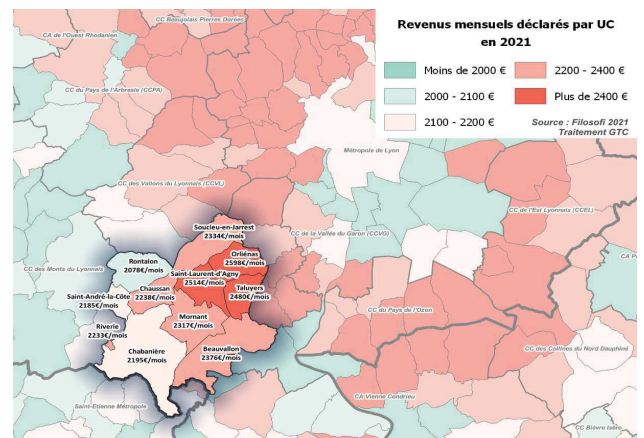 Revenus mensuels déclarés par UC
en 2021
Moins de 2000 €
2000 - 2100 €
2100 - 2200 €
2200 - 2400 €
Plus de 2400 €
Source : Filosofi 2021
Traitement GTC
CC Beaujolais Pierres Dorées
CA de l'Ouest Rhodanien
CC du Pays de l'Arbresle (CCPA)
Métropole de Lyon
CC des Vallons du Lyonnais (CCVL)
CC de l'Est Lyonnais (CCEL)
CC de la Vallée du Garon (CCVG)
Soucieu-en-Jarrest
2334€/mois
Orliénas
2598€/mois
Rontalon
2078€/mois
CC des Monts du Lyonnais
Saint-Laurent-d'Agny
2514€/mois
Chaussan
2238€/mois
Taluyers
2480€/mois
Saint-André-la-Côte
2185€/mois
Mornant
2317€/mois
CC du Pays de l'Ozon
Riverie
2233€/mois
Chabanière
2195€/mois
Beauvallon
2376€/mois
CC des Collines du Nord Dauphiné
Saint-Etienne Métropole
CA Vienne Condrieu
CC Bièvre Isère